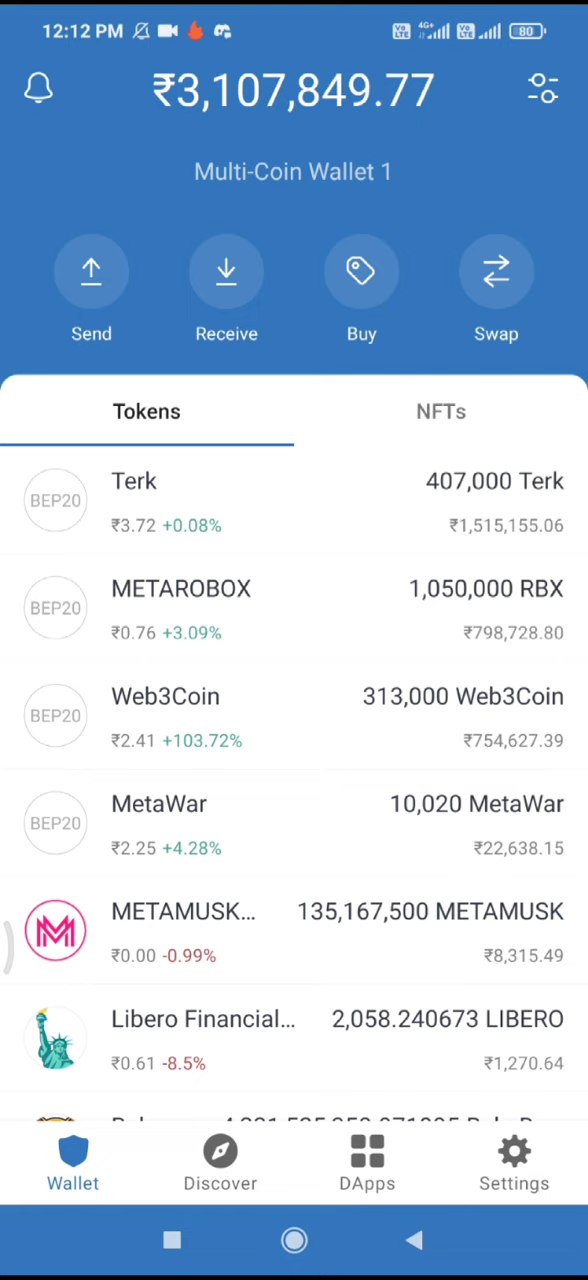 12:12 PM 4G+ 80
₹3,107,849.77
Multi-Coin Wallet 1
Send Receive Buy Swap
Tokens NFTs
BEP20 Terk 407,000 Terk
₹3.72 +0.08% ₹1,515,155.06
BEP20 METAROBOX 1,050,000 RBX
₹0.76 +3.09% ₹798,728.80
BEP20 Web3Coin 313,000 Web3Coin
₹2.41 +103.72% ₹754,627.39
BEP20 MetaWar 10,020 MetaWar
₹2.25 +4.28% ₹22,638.15
METAMUSK... 135,167,500 METAMUSK
₹0.00 -0.99% ₹8,315.49
Libero Financial... 2,058.240673 LIBERO
₹0.61 -8.5% ₹1,270.64
Wallet Discover DApps Settings